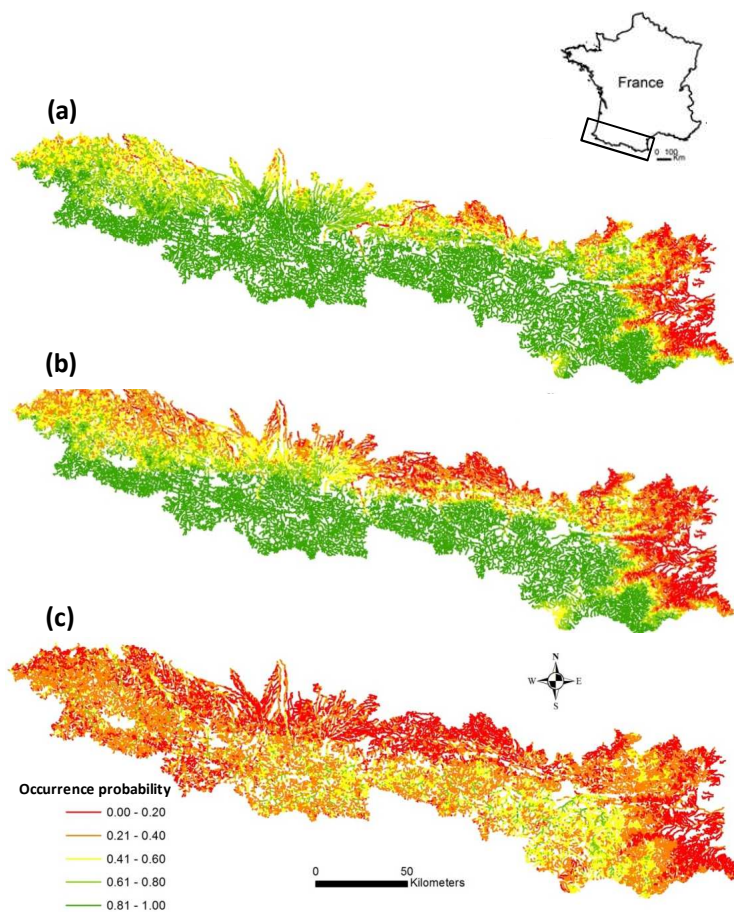 France
0 100
Km
(a)
(b)
(c)
N
W E
S
Occurrence probability
0.00 - 0.20
0.21 - 0.40
0.41 - 0.60
0.61 - 0.80
0.81 - 1.00
0 50
Kilometers